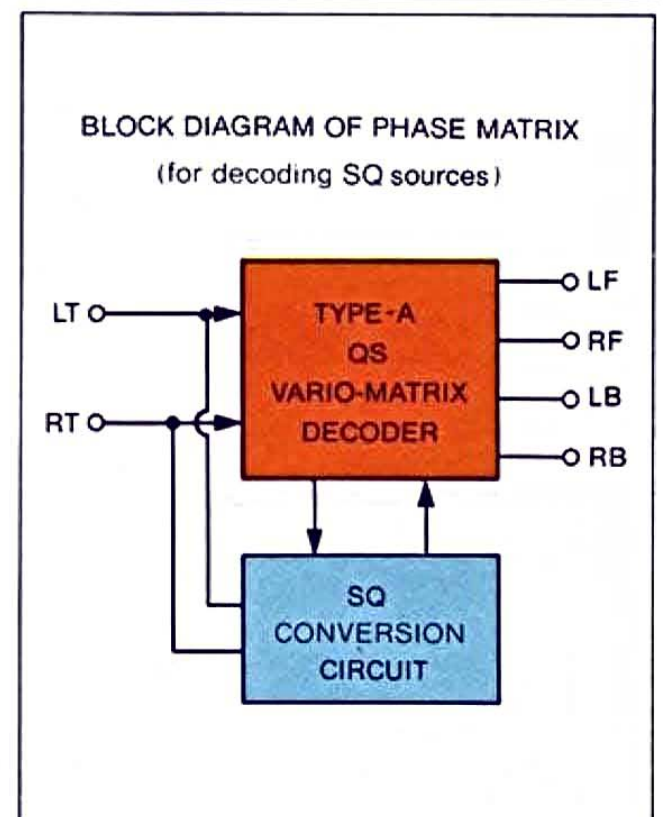 BLOCK DIAGRAM OF PHASE MATRIX
(for decoding SQ sources)
LT
RT
TYPE-A
QS
VARIO-MATRIX
DECODER
LF
RF
LB
RB
SQ
CONVERSION
CIRCUIT